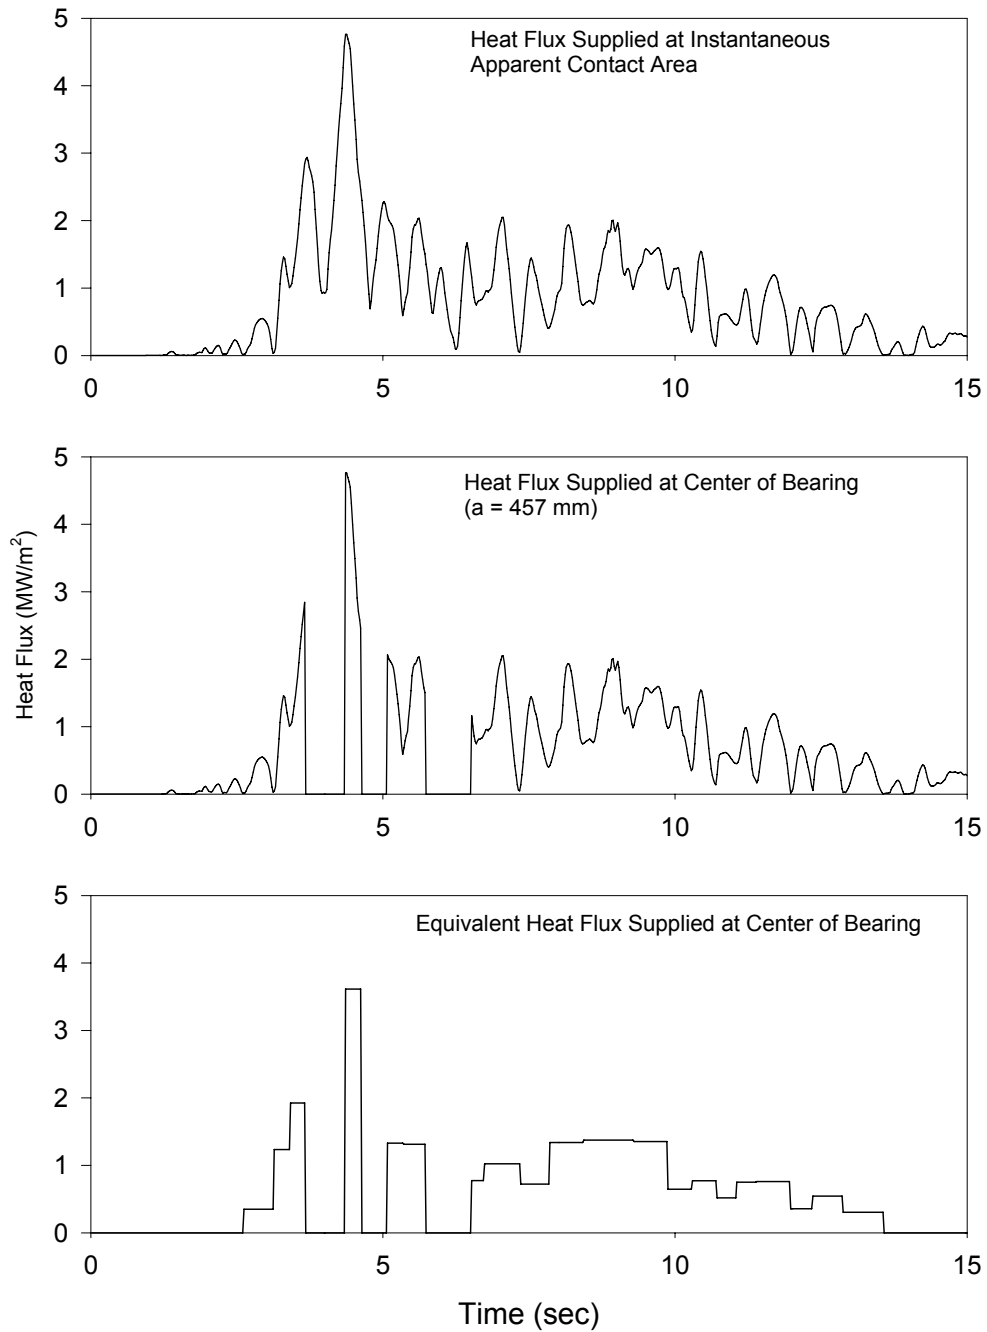 5
4
3
2
1
0
Heat Flux Supplied at Instantaneous
Apparent Contact Area
0 5 10 15
Heat Flux (MW/m²)
5
4
3
2
1
0
Heat Flux Supplied at Center of Bearing
(a = 457 mm)
0 5 10 15
5
4
3
2
1
0
Equivalent Heat Flux Supplied at Center of Bearing
0 5 10 15
Time (sec)